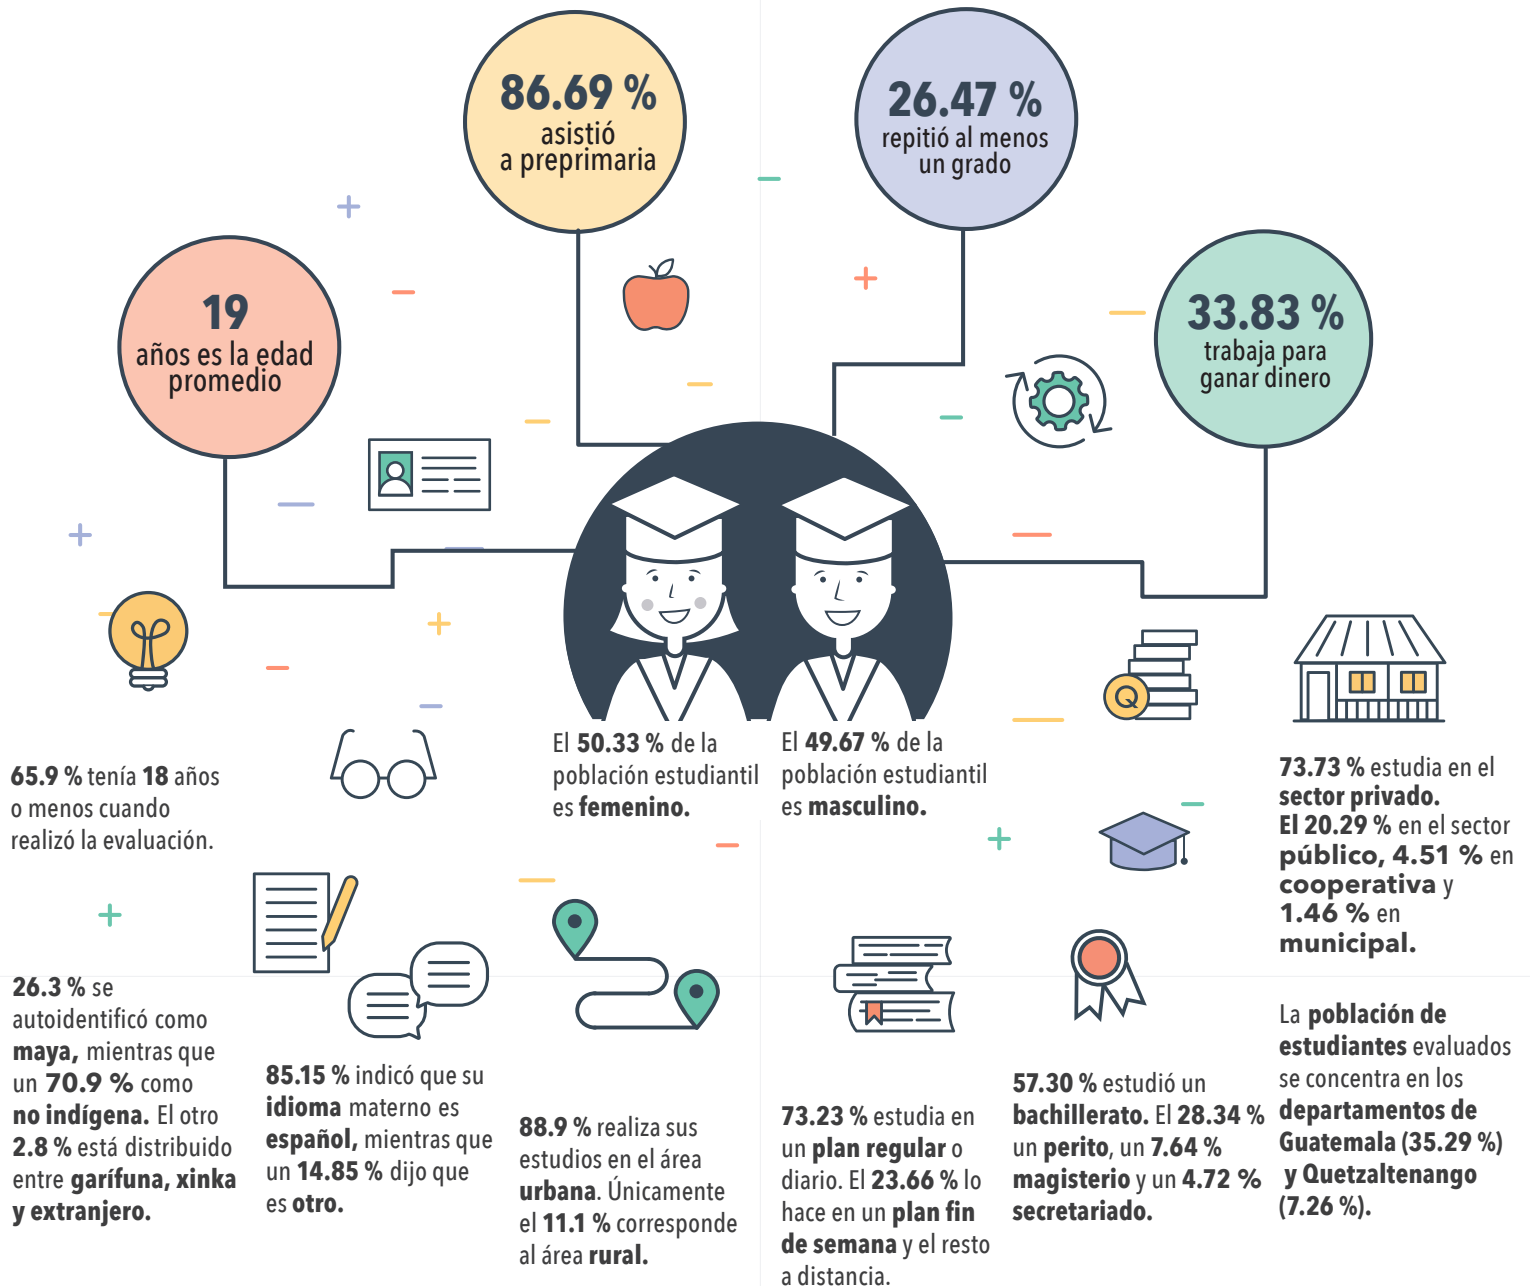 86.69 %
asistió
a preprimaria
26.47 %
repitió al menos
un grado
19
años es la edad
promedio
33.83 %
trabaja para
ganar dinero
Q
65.9 % tenía 18 años
o menos cuando
realizó la evaluación.
El 50.33 % de la
población estudiantil
es femenino.
El 49.67 % de la
población estudiantil
es masculino.
73.73 % estudia en el
sector privado.
El 20.29 % en el sector
público, 4.51 % en
cooperativa y
1.46 % en
municipal.
26.3 % se
autoidentificó como
maya, mientras que
un 70.9 % como
no indígena. El otro
2.8 % está distribuido
entre garífuna, xinka
y extranjero.
85.15 % indicó que su
idioma materno es
español, mientras que
un 14.85 % dijo que
es otro.
88.9 % realiza sus
estudios en el área
urbana. Únicamente
el 11.1 % corresponde
al área rural.
73.23 % estudia en
un plan regular o
diario. El 23.66 % lo
hace en un plan fin
de semana y el resto
a distancia.
57.30 % estudió un
bachillerato. El 28.34 %
un perito, un 7.64 %
magisterio y un 4.72 %
secretariado.
La población de
estudiantes evaluados
se concentra en los
departamentos de
Guatemala (35.29 %)
y Quetzaltenango
(7.26 %).